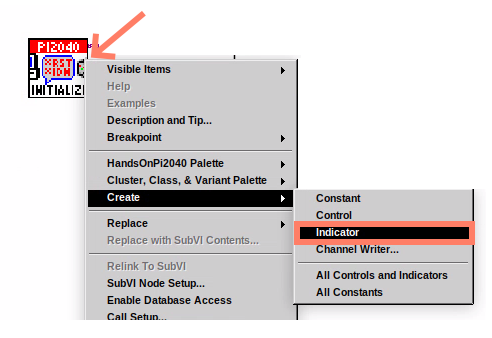 PI2040
XRST
XIDN
INITIALIZ
Visible Items
Help
Examples
Description and Tip...
Breakpoint
HandsOnPi2040 Palette
Cluster, Class, & Variant Palette
Create
Replace
Replace with SubVI Contents...
Relink To SubVI
SubVI Node Setup...
Enable Database Access
Call Setup...
Constant
Control
Indicator
Channel Writer...
All Controls and Indicators
All Constants